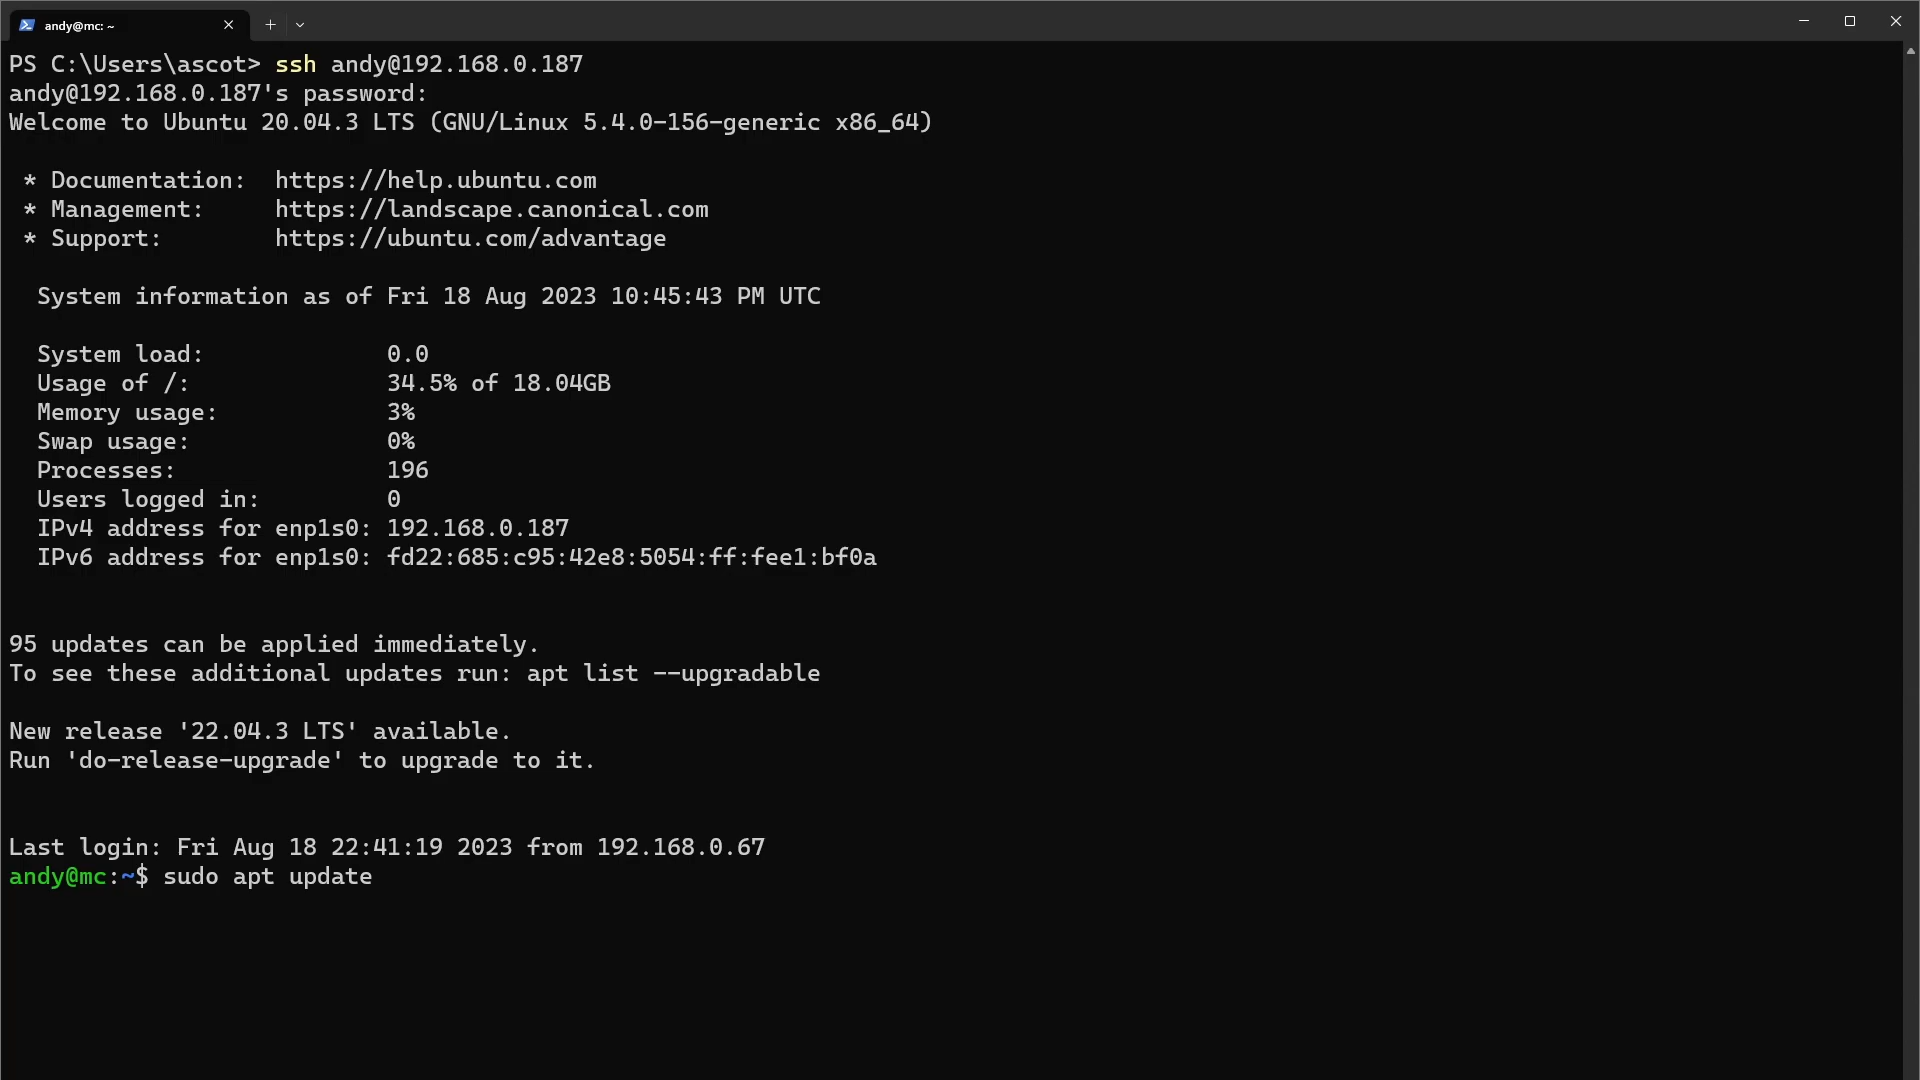 andy@mc: ~
PS C:\Users\ascot> ssh andy@192.168.0.187
andy@192.168.0.187's password:
Welcome to Ubuntu 20.04.3 LTS (GNU/Linux 5.4.0-156-generic x86_64)
* Documentation:  https://help.ubuntu.com
* Management:     https://landscape.canonical.com
* Support:        https://ubuntu.com/advantage
System information as of Fri 18 Aug 2023 10:45:43 PM UTC
System load:             0.0
Usage of /:              34.5% of 18.04GB
Memory usage:            3%
Swap usage:              0%
Processes:               196
Users logged in:         0
IPv4 address for enp1s0: 192.168.0.187
IPv6 address for enp1s0: fd22:685:c95:42e8:5054:ff:fee1:bf0a
95 updates can be applied immediately.
To see these additional updates run: apt list --upgradable
New release '22.04.3 LTS' available.
Run 'do-release-upgrade' to upgrade to it.
Last login: Fri Aug 18 22:41:19 2023 from 192.168.0.67
andy@mc:~$ sudo apt update